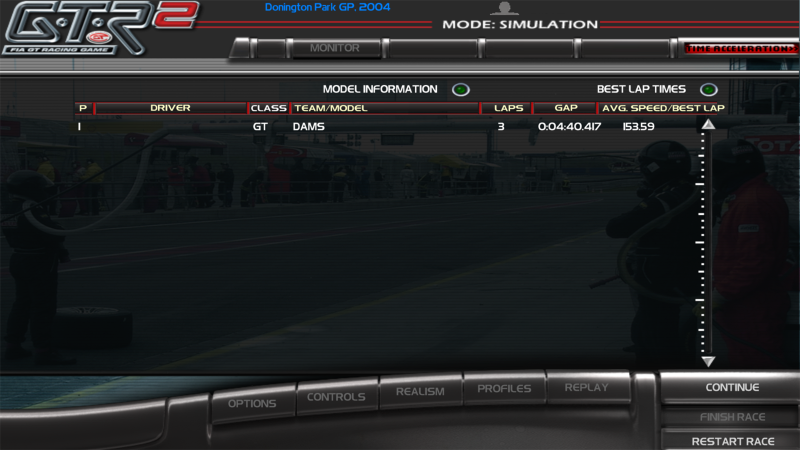 GTR2
FIA GT RACING GAME
Donington Park GP. 2004
MODE: SIMULATION
MONITOR
TIME ACCELERATION>>
MODEL INFORMATION
BEST LAP TIMES
P DRIVER CLASS TEAM/MODEL LAPS GAP AVG. SPEED/BEST LAP
1 GT DAMS 3 0:04:40.417 153.59
OPTIONS CONTROLS REALISM PROFILES REPLAY
CONTINUE
FINISH RACE
RESTART RACE